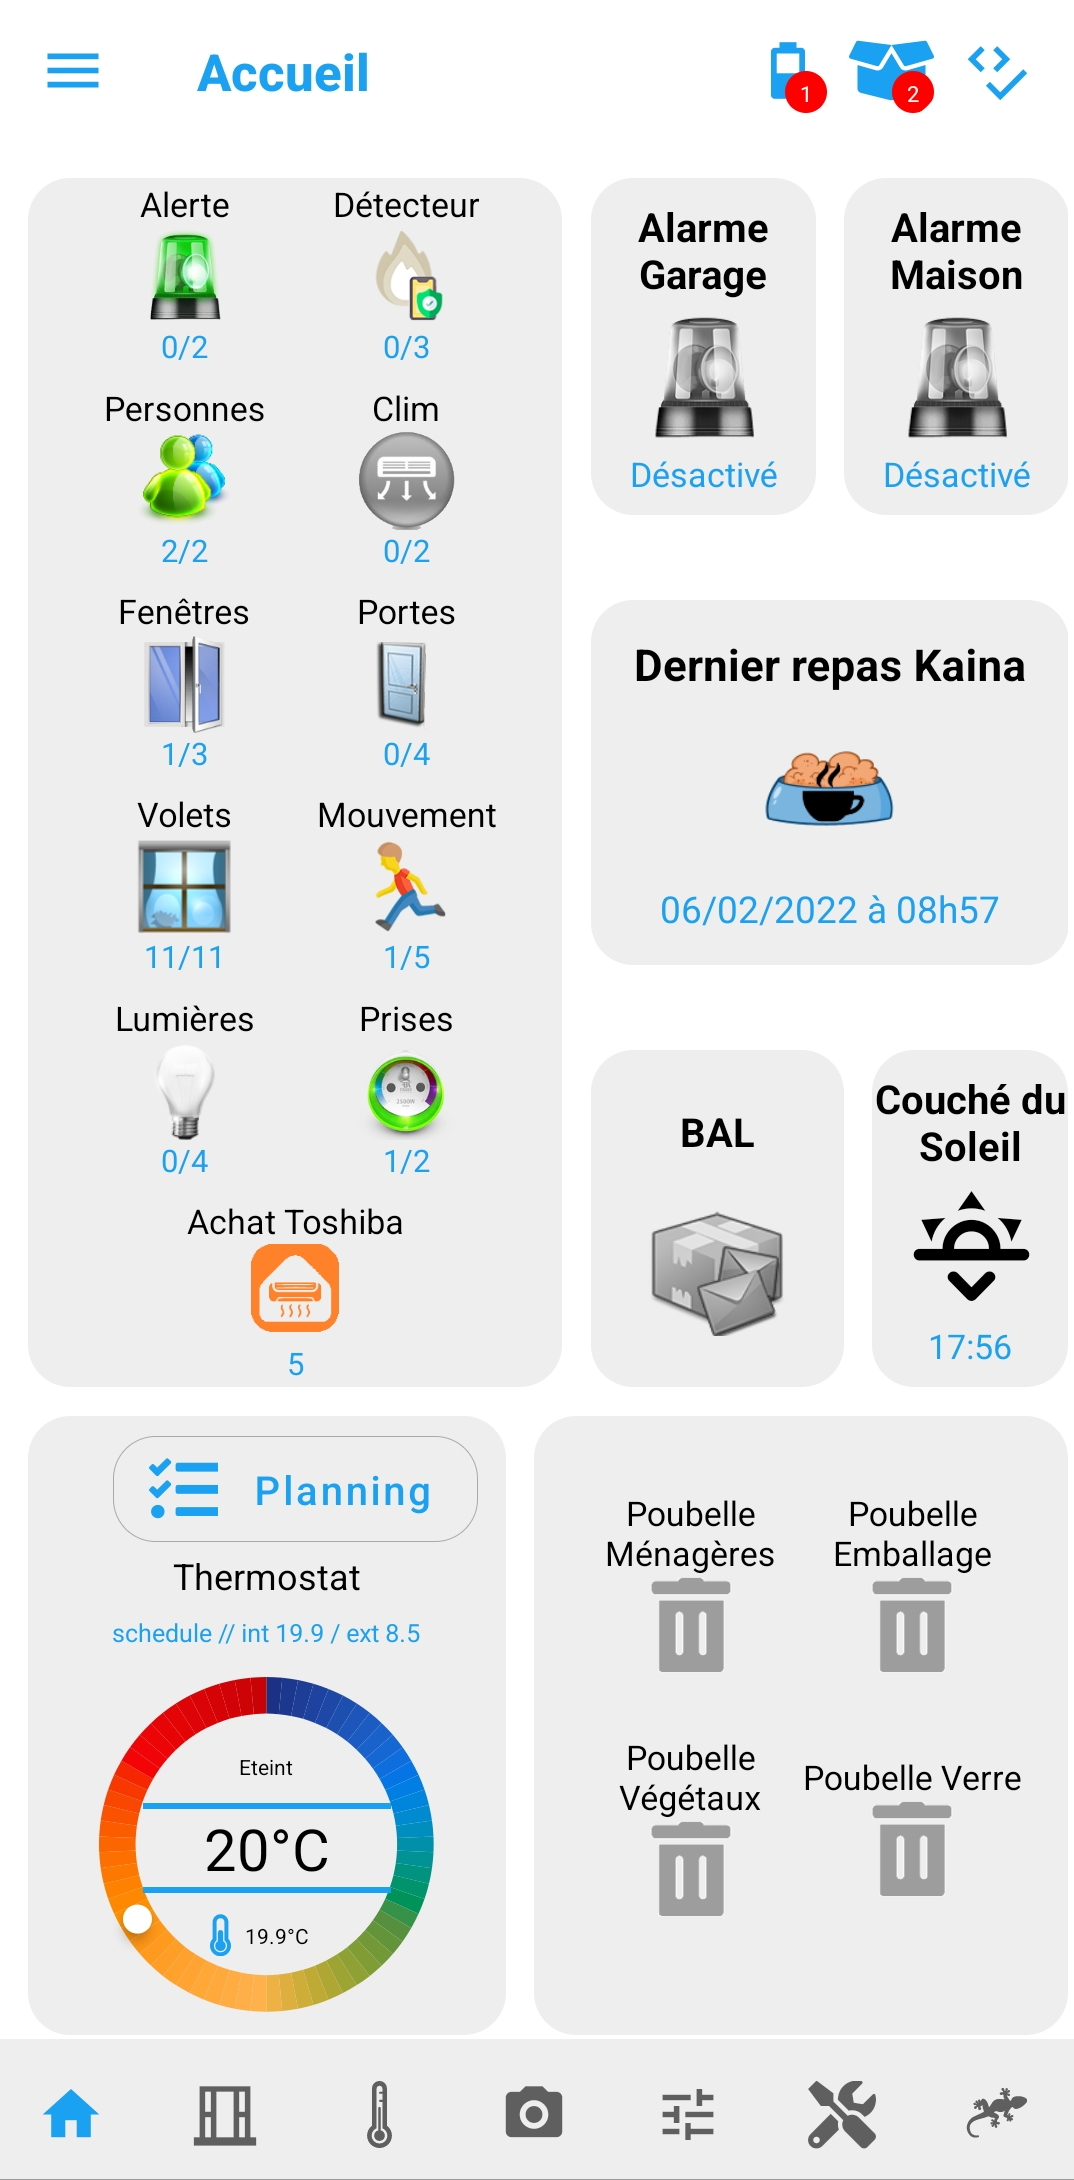 Accueil
1
2
Alerte
Détecteur
0/2
0/3
Personnes
Clim
2/2
0/2
Fenêtres
Portes
1/3
0/4
Volets
Mouvement
11/11
1/5
Lumières
Prises
0/4
1/2
Achat Toshiba
5
Alarme
Garage
Désactivé
Alarme
Maison
Désactivé
Dernier repas Kaina
06/02/2022 à 08h57
BAL
Couché du
Soleil
17:56
Planning
Thermostat
schedule // int 19.9 / ext 8.5
Eteint
20°C
19.9°C
Poubelle
Ménagères
Poubelle
Emballage
Poubelle
Végétaux
Poubelle Verre